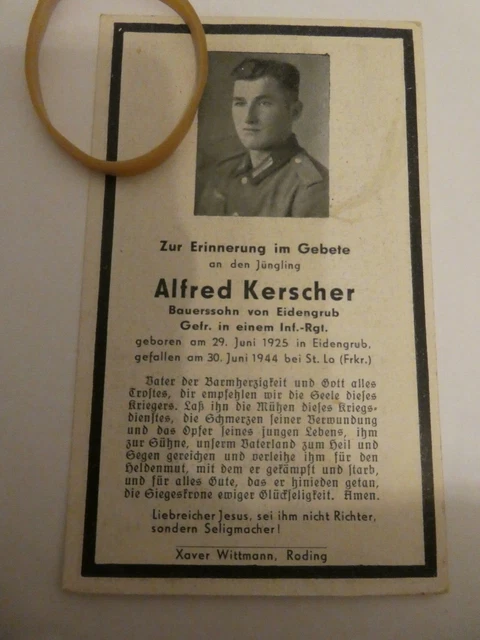 Zur Erinnerung im Gebete
an den Jüngling
Alfred Kerscher
Bauerssohn von Eidengrub
Gefr. in einem Inf.-Rgt.
geboren am 29. Juni 1925 in Eidengrub,
gefallen am 30. Juni 1944 bei St. Lo (Frkr.)
Vater der Barmherzigkeit und Gott alles
Trostes, dir empfehlen wir die Seele dieses
Kriegers. Laß ihn die Mühen dieses Kriegs-
dienstes, die Schmerzen seiner Verwundung
und das Opfer seines jungen Lebens, ihm
zur Sühne, unserm Vaterland zum Heil und
Segen gereichen und verleihe ihm für den
Heldenmut, mit dem er gekämpft und starb,
und für alles Gute, das er hinieden getan,
die Siegeskrone ewiger Glückseligkeit. Amen.
Liebreicher Jesus, sei ihm nicht Richter,
sondern Seligmacher!
Xaver Wittmann, Roding